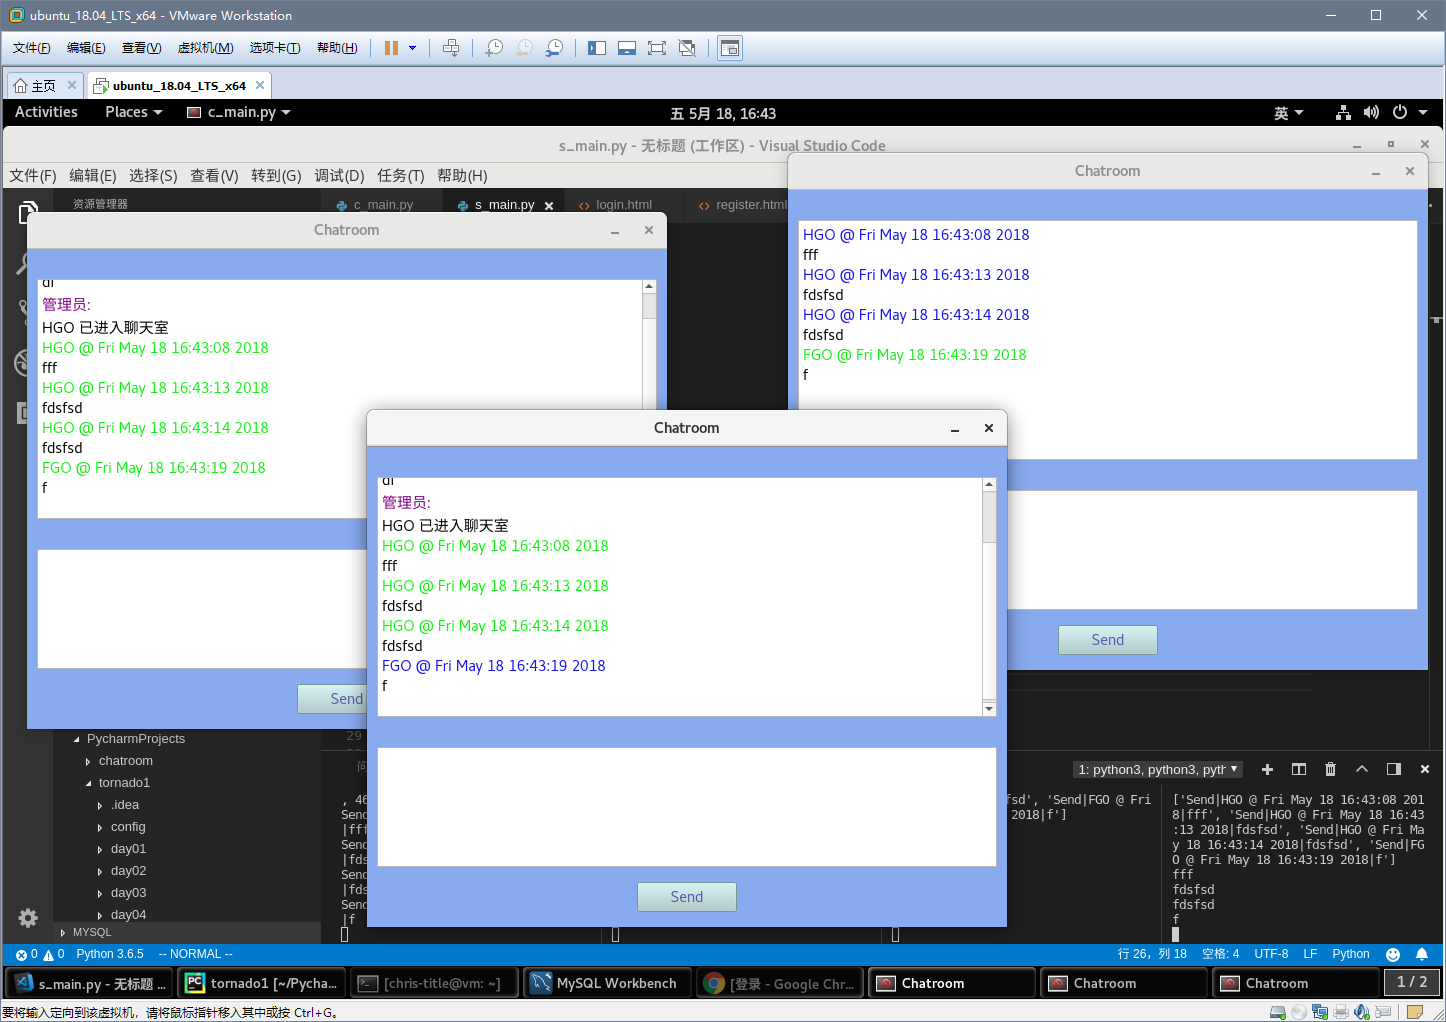 ubuntu_18.04_LTS_x64 - VMware Workstation
文件(F) 编辑(E) 查看(V) 虚拟机(M) 选项卡(T) 帮助(H)
主页 ubuntu_18.04_LTS_x64
Activities Places c_main.py 五 5月 18, 16:43 英
s_main.py - 无标题 (工作区) - Visual Studio Code
文件(F) 编辑(E) 选择(S) 查看(V) 转到(G) 调试(D) 任务(T) 帮助(H)
资源管理器 c_main.py s_main.py login.html register.html
Chatroom
管理员:
HGO 已进入聊天室
HGO @ Fri May 18 16:43:08 2018
fff
HGO @ Fri May 18 16:43:13 2018
fdsfsd
HGO @ Fri May 18 16:43:14 2018
fdsfsd
FGO @ Fri May 18 16:43:19 2018
f
Send
Chatroom
HGO @ Fri May 18 16:43:08 2018
fff
HGO @ Fri May 18 16:43:13 2018
fdsfsd
HGO @ Fri May 18 16:43:14 2018
fdsfsd
FGO @ Fri May 18 16:43:19 2018
f
Send
Chatroom
管理员:
HGO 已进入聊天室
HGO @ Fri May 18 16:43:08 2018
fff
HGO @ Fri May 18 16:43:13 2018
fdsfsd
HGO @ Fri May 18 16:43:14 2018
fdsfsd
FGO @ Fri May 18 16:43:19 2018
f
Send
PycharmProjects
chatroom
tornado1
.idea
config
day01
day02
day03
day04
MYSQL
29
1: python3, python3, pyth
, 46
Send
|fff
Send
|fds
Send
|fds
Send
|f
fsd', 'Send|FGO @ Fri
2018|f']
['Send|HGO @ Fri May 18 16:43:08 201
8|fff', 'Send|HGO @ Fri May 18 16:43
:13 2018|fdsfsd', 'Send|HGO @ Fri Ma
y 18 16:43:14 2018|fdsfsd', 'Send|FG
O @ Fri May 18 16:43:19 2018|f']
fff
fdsfsd
fdsfsd
f
0 0 Python 3.6.5 -- NORMAL -- 行 26，列 18 空格: 4 UTF-8 LF Python
s_main.py - 无标题 ... tornado1 [~/Pycha... [chris-title@vm: ~] MySQL Workbench [登录 - Google Chr... Chatroom Chatroom Chatroom 1 / 2
要将输入定向到该虚拟机，请将鼠标指针移入其中或按 Ctrl+G。